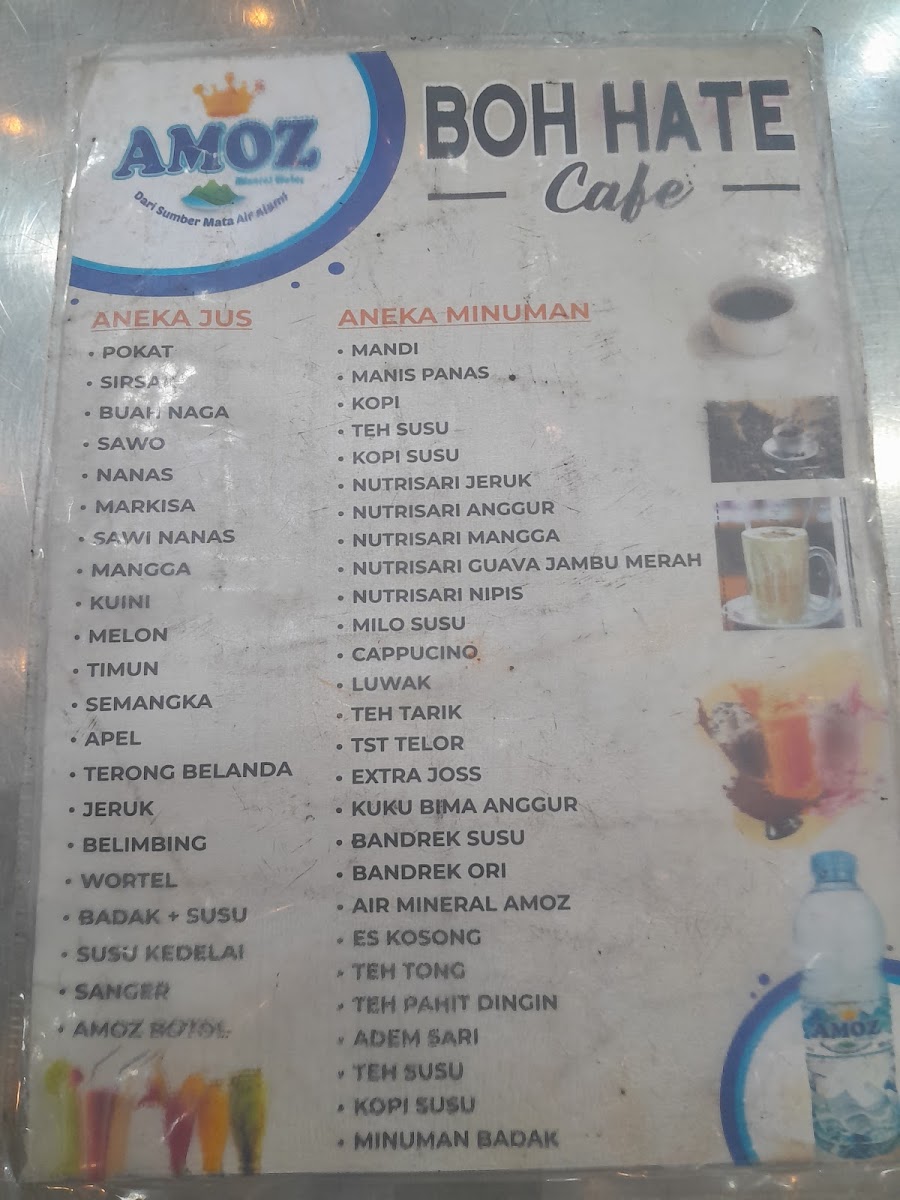 AMOZ
Dari Sumber Mata Air Alami
BOH HATE
Cafe
ANEKA JUS
• POKAT
• SIRSAK
• BUAH NAGA
• SAWO
• NANAS
• MARKISA
• SAWI NANAS
• MANGGA
• KUINI
• MELON
• TIMUN
• SEMANGKA
• APEL
• TERONG BELANDA
• JERUK
• BELIMBING
• WORTEL
• BADAK + SUSU
• SUSU KEDELAI
• SANGER
• AMOZ BOTOL
ANEKA MINUMAN
• MANDI
• MANIS PANAS
• KOPI
• TEH SUSU
• KOPI SUSU
• NUTRISARI JERUK
• NUTRISARI ANGGUR
• NUTRISARI MANGGA
• NUTRISARI GUAVA JAMBU MERAH
• NUTRISARI NIPIS
• MILO SUSU
• CAPPUCINO
• LUWAK
• TEH TARIK
• TST TELOR
• EXTRA JOSS
• KUKU BIMA ANGGUR
• BANDREK SUSU
• BANDREK ORI
• AIR MINERAL AMOZ
• ES KOSONG
• TEH TONG
• TEH PAHIT DINGIN
• ADEM SARI
• TEH SUSU
• KOPI SUSU
• MINUMAN BADAK
AMOZ